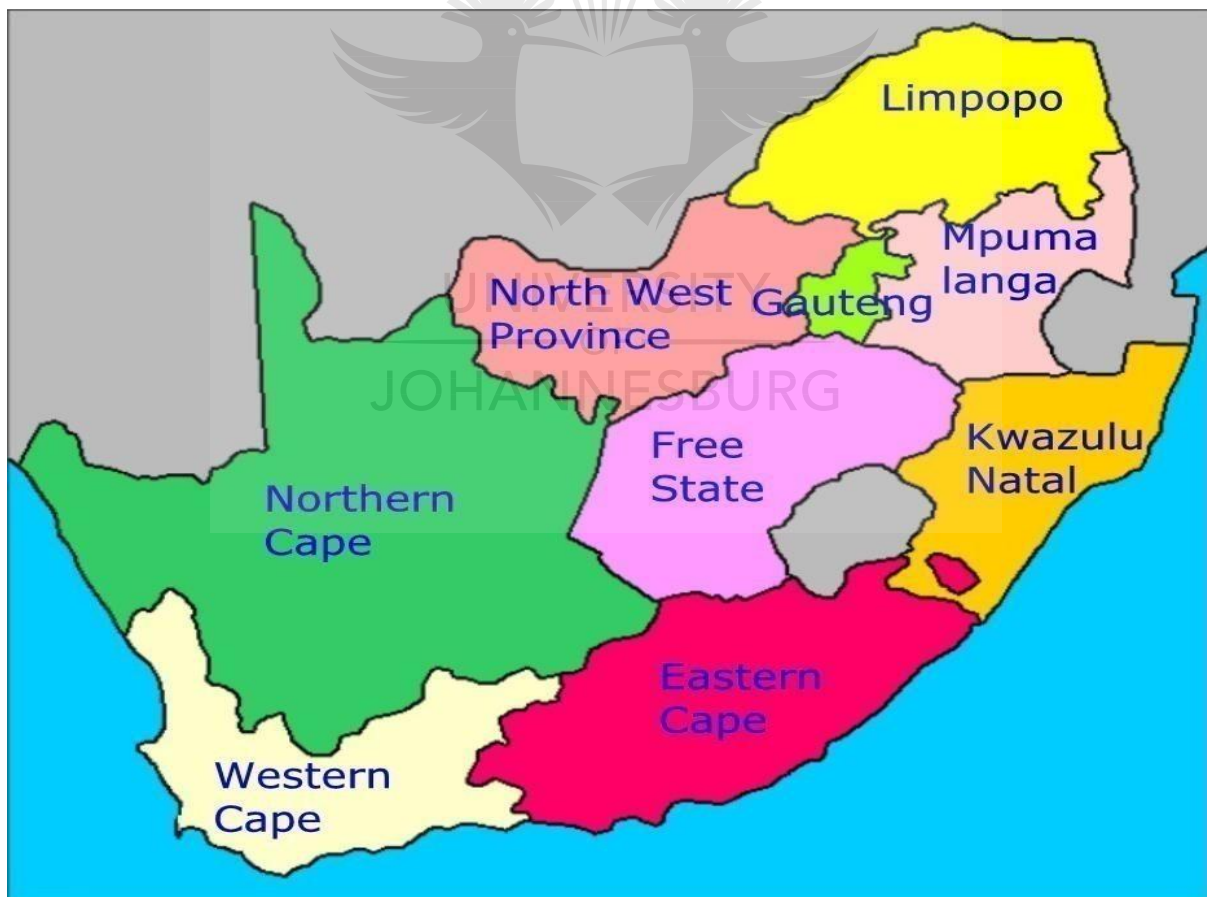 Limpopo
Mpuma
langa
North West
Province
Gauteng
UNIVERSITY
OF
JOHANNESBURG
Free
State
Kwazulu
Natal
Northern
Cape
Eastern
Cape
Western
Cape